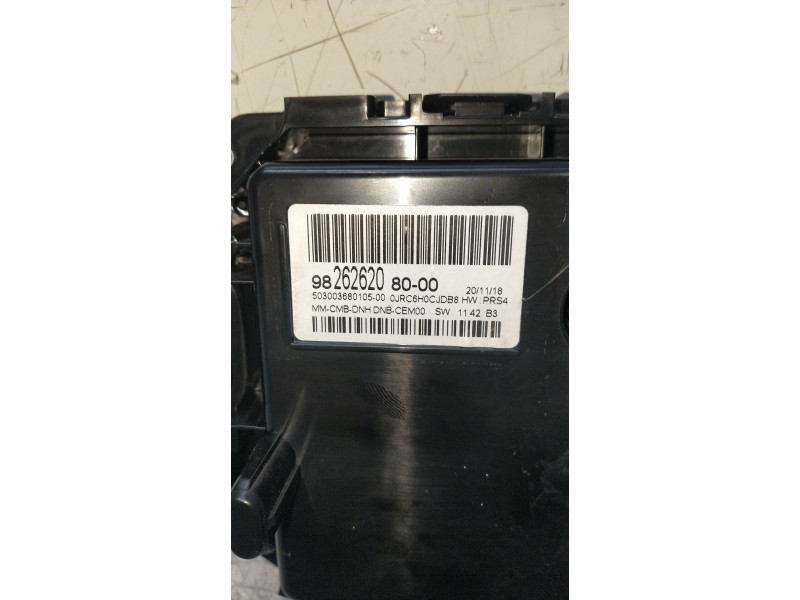 98 262620 80-00 20/11/18
503003680105-00 0JRC6H0CJDB8 HW : PRS4
MM-CMB-DNH DNB-CEM00 SW : 11.42 B3